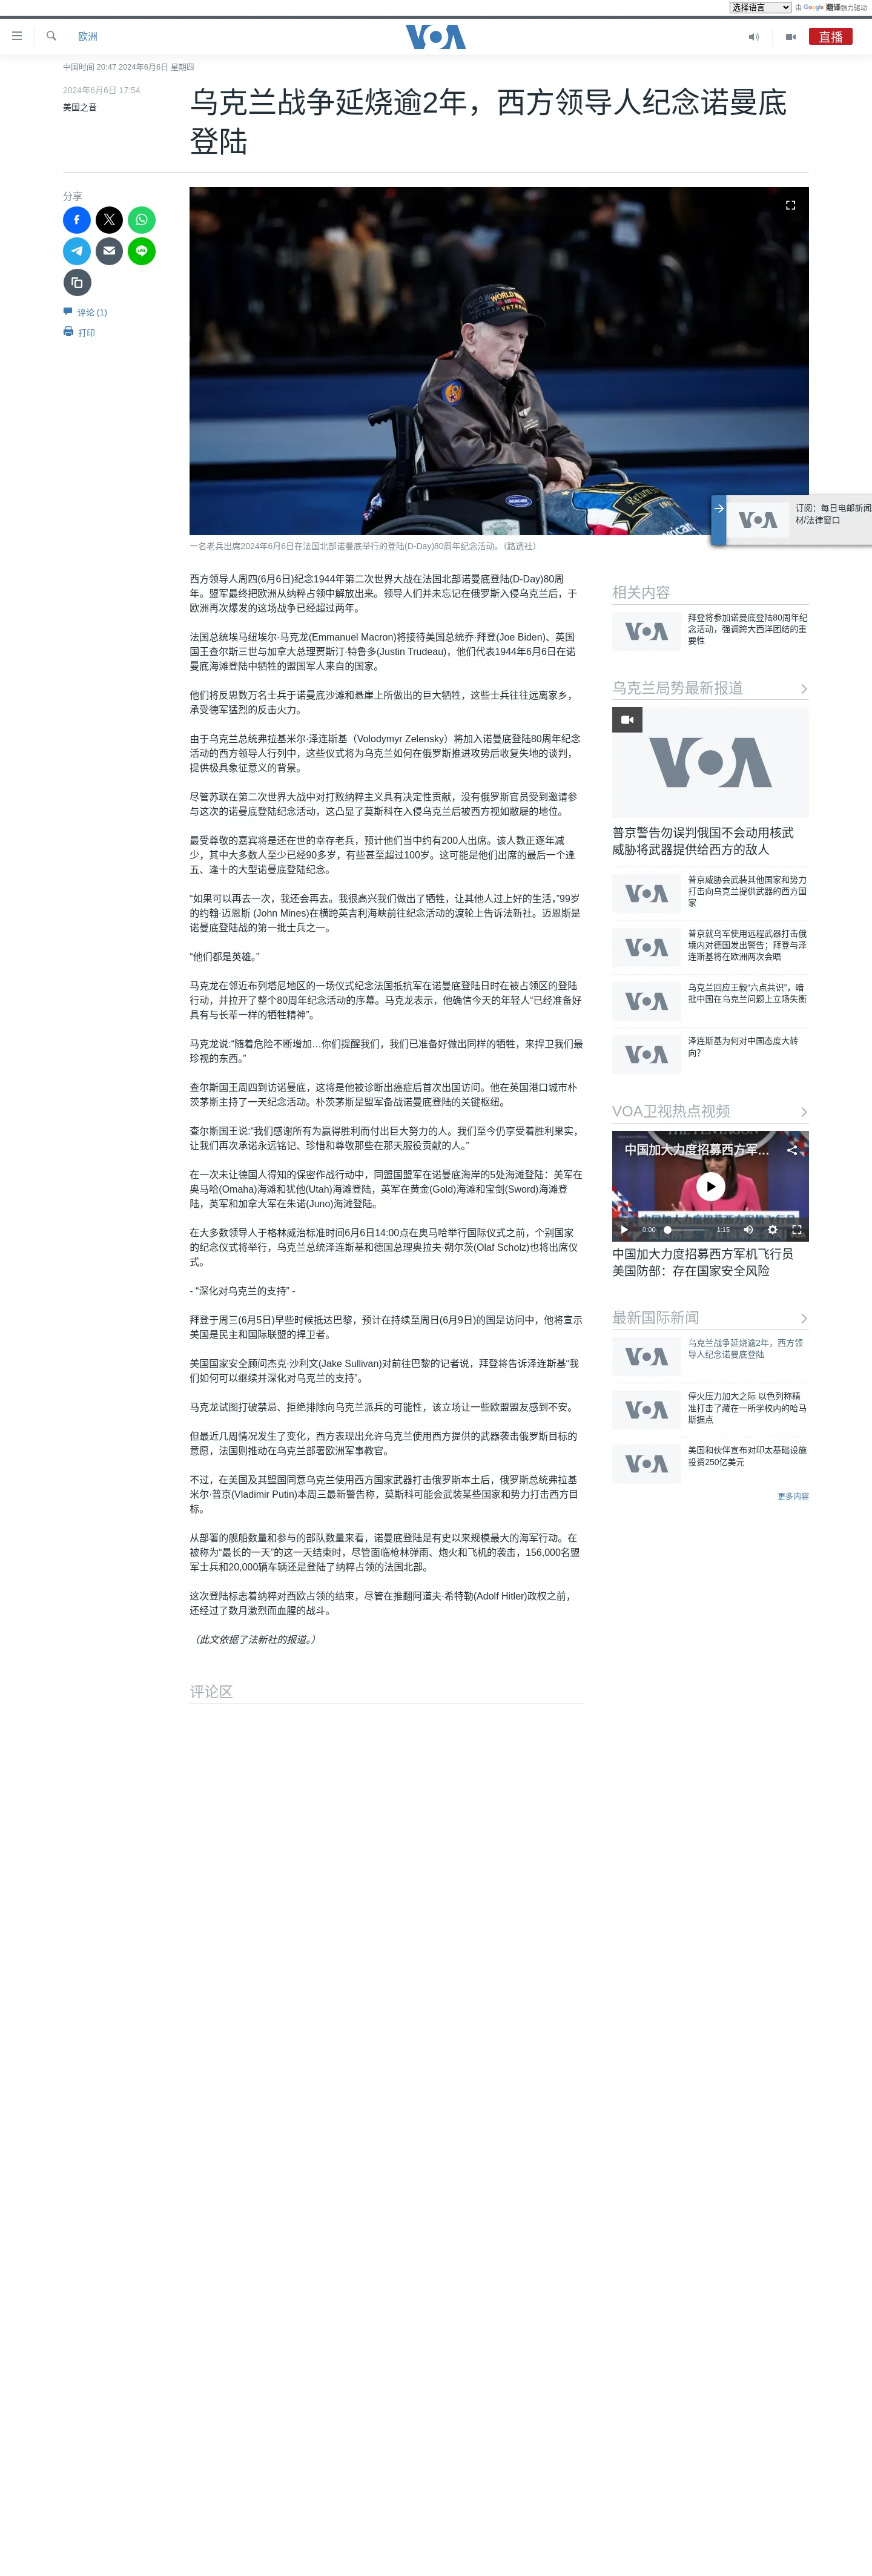 选择语言 由 Google 翻译强力驱动
欧洲
VOA
直播
中国时间 20:47 2024年6月6日 星期四
2024年6月6日 17:54
美国之音
乌克兰战争延烧逾2年，西方领导人纪念诺曼底
登陆
分享
评论 (1)
打印
WORLD WAR
VETERAN
一名老兵出席2024年6月6日在法国北部诺曼底举行的登陆(D-Day)80周年纪念活动。（路透社）
VOA
订阅：每日电邮新闻
材/法律窗口
西方领导人周四(6月6日)纪念1944年第二次世界大战在法国北部诺曼底登陆(D-Day)80周
年。盟军最终把欧洲从纳粹占领中解放出来。领导人们并未忘记在俄罗斯入侵乌克兰后，于
欧洲再次爆发的这场战争已经超过两年。
法国总统埃马纽埃尔·马克龙(Emmanuel Macron)将接待美国总统乔·拜登(Joe Biden)、英国
国王查尔斯三世与加拿大总理贾斯汀·特鲁多(Justin Trudeau)，他们代表1944年6月6日在诺
曼底海滩登陆中牺牲的盟国军人来自的国家。
他们将反思数万名士兵于诺曼底沙滩和悬崖上所做出的巨大牺牲，这些士兵往往远离家乡，
承受德军猛烈的反击火力。
由于乌克兰总统弗拉基米尔·泽连斯基（Volodymyr Zelensky）将加入诺曼底登陆80周年纪念
活动的西方领导人行列中，这些仪式将为乌克兰如何在俄罗斯推进攻势后收复失地的谈判，
提供极具象征意义的背景。
尽管苏联在第二次世界大战中对打败纳粹主义具有决定性贡献，没有俄罗斯官员受到邀请参
与这次的诺曼底登陆纪念活动，这凸显了莫斯科在入侵乌克兰后被西方视如敝屣的地位。
最受尊敬的嘉宾将是还在世的幸存老兵，预计他们当中约有200人出席。该人数正逐年减
少，其中大多数人至少已经90多岁，有些甚至超过100岁。这可能是他们出席的最后一个逢
五、逢十的大型诺曼底登陆纪念。
“如果可以再去一次，我还会再去。我很高兴我们做出了牺牲，让其他人过上好的生活，”99岁
的约翰·迈恩斯 (John Mines)在横跨英吉利海峡前往纪念活动的渡轮上告诉法新社。迈恩斯是
诺曼底登陆战的第一批士兵之一。
“他们都是英雄。”
马克龙在邻近布列塔尼地区的一场仪式纪念法国抵抗军在诺曼底登陆日时在被占领区的登陆
行动，并拉开了整个80周年纪念活动的序幕。马克龙表示，他确信今天的年轻人“已经准备好
具有与长辈一样的牺牲精神”。
马克龙说:“随着危险不断增加…你们提醒我们，我们已准备好做出同样的牺牲，来捍卫我们最
珍视的东西。”
查尔斯国王周四到访诺曼底，这将是他被诊断出癌症后首次出国访问。他在英国港口城市朴
茨茅斯主持了一天纪念活动。朴茨茅斯是盟军备战诺曼底登陆的关键枢纽。
查尔斯国王说:“我们感谢所有为赢得胜利而付出巨大努力的人。我们至今仍享受着胜利果实，
让我们再次承诺永远铭记、珍惜和尊敬那些在那天服役贡献的人。”
在一次未让德国人得知的保密作战行动中，同盟国盟军在诺曼底海岸的5处海滩登陆：美军在
奥马哈(Omaha)海滩和犹他(Utah)海滩登陆，英军在黄金(Gold)海滩和宝剑(Sword)海滩登
陆，英军和加拿大军在朱诺(Juno)海滩登陆。
在大多数领导人于格林威治标准时间6月6日14:00点在奥马哈举行国际仪式之前，个别国家
的纪念仪式将举行，乌克兰总统泽连斯基和德国总理奥拉夫·朔尔茨(Olaf Scholz)也将出席仪
式。
- “深化对乌克兰的支持” -
拜登于周三(6月5日)早些时候抵达巴黎，预计在持续至周日(6月9日)的国是访问中，他将宣示
美国是民主和国际联盟的捍卫者。
美国国家安全顾问杰克·沙利文(Jake Sullivan)对前往巴黎的记者说，拜登将告诉泽连斯基“我
们如何可以继续并深化对乌克兰的支持”。
马克龙试图打破禁忌、拒绝排除向乌克兰派兵的可能性，该立场让一些欧盟盟友感到不安。
但最近几周情况发生了变化，西方表现出允许乌克兰使用西方提供的武器袭击俄罗斯目标的
意愿，法国则推动在乌克兰部署欧洲军事教官。
不过，在美国及其盟国同意乌克兰使用西方国家武器打击俄罗斯本土后，俄罗斯总统弗拉基
米尔·普京(Vladimir Putin)本周三最新警告称，莫斯科可能会武装某些国家和势力打击西方目
标。
从部署的舰船数量和参与的部队数量来看，诺曼底登陆是有史以来规模最大的海军行动。在
被称为“最长的一天”的这一天结束时，尽管面临枪林弹雨、炮火和飞机的袭击，156,000名盟
军士兵和20,000辆车辆还是登陆了纳粹占领的法国北部。
这次登陆标志着纳粹对西欧占领的结束，尽管在推翻阿道夫·希特勒(Adolf Hitler)政权之前，
还经过了数月激烈而血腥的战斗。
（此文依据了法新社的报道。）
评论区
相关内容
VOA
拜登将参加诺曼底登陆80周年纪
念活动，强调跨大西洋团结的重
要性
乌克兰局势最新报道
VOA
普京警告勿误判俄国不会动用核武
威胁将武器提供给西方的敌人
VOA
普京威胁会武装其他国家和势力
打击向乌克兰提供武器的西方国
家
VOA
普京就乌军使用远程武器打击俄
境内对德国发出警告；拜登与泽
连斯基将在欧洲两次会晤
VOA
乌克兰回应王毅“六点共识”，暗
批中国在乌克兰问题上立场失衡
VOA
泽连斯基为何对中国态度大转
向？
VOA卫视热点视频
THE PENTAGON
中国加大力度招募西方军…
中国加大力度招募西方军机飞行员
0:00
1:15
中国加大力度招募西方军机飞行员
美国防部：存在国家安全风险
最新国际新闻
VOA
乌克兰战争延烧逾2年，西方领
导人纪念诺曼底登陆
VOA
停火压力加大之际 以色列称精
准打击了藏在一所学校内的哈马
斯据点
VOA
美国和伙伴宣布对印太基础设施
投资250亿美元
更多内容